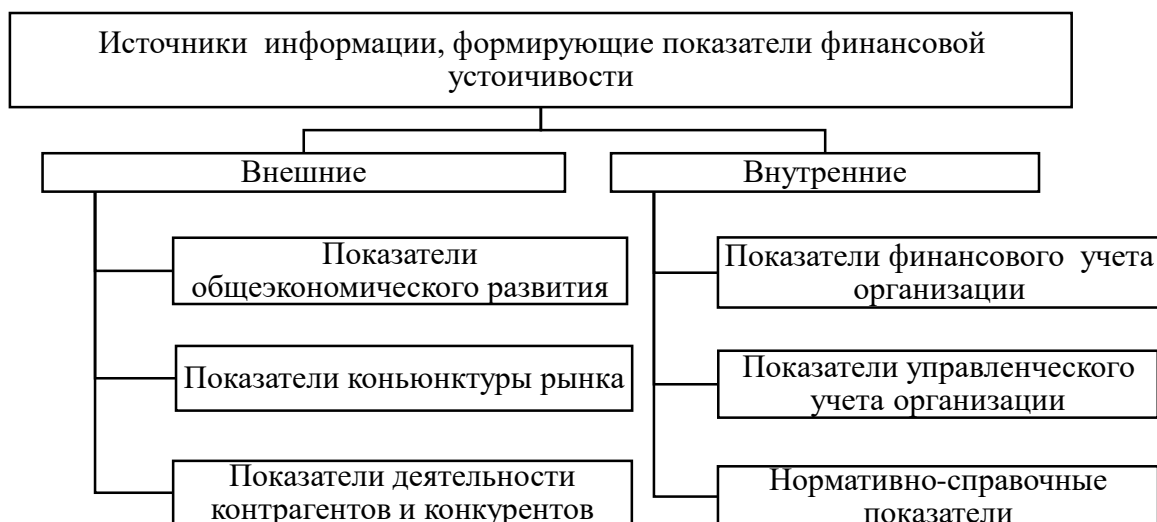 Источники информации, формирующие показатели финансовой
устоичивости
Внешние
Внутренние
Показатели
общеэкономического развития
Показатели коньюнктуры рынка
Показатели деятельности
контрагентов и конкурентов
Показатели финансового учета
организации
Показатели управленческого
учета организации
Нормативно-справочные
показатели